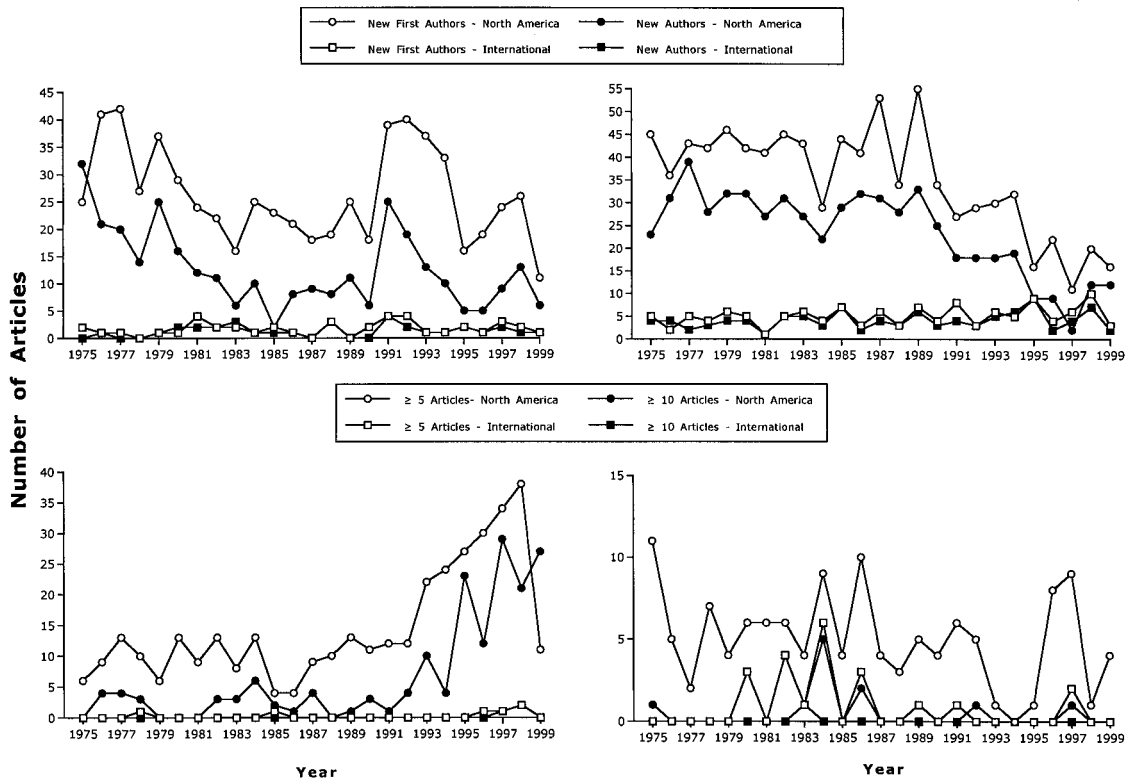 New First Authors - North America
New Authors - North America
New First Authors - International
New Authors - International
45
40
35
30
25
20
15
10
5
0
1975 1977 1979 1981 1983 1985 1987 1989 1991 1993 1995 1997 1999
55
50
45
40
35
30
25
20
15
10
5
0
1975 1977 1979 1981 1983 1985 1987 1989 1991 1993 1995 1997 1999
Number of Articles
≥ 5 Articles- North America
≥ 10 Articles - North America
≥ 5 Articles - International
≥ 10 Articles - International
40
35
30
25
20
15
10
5
0
1975 1977 1979 1981 1983 1985 1987 1989 1991 1993 1995 1997 1999
Year
15
10
5
0
1975 1977 1979 1981 1983 1985 1987 1989 1991 1993 1995 1997 1999
Year